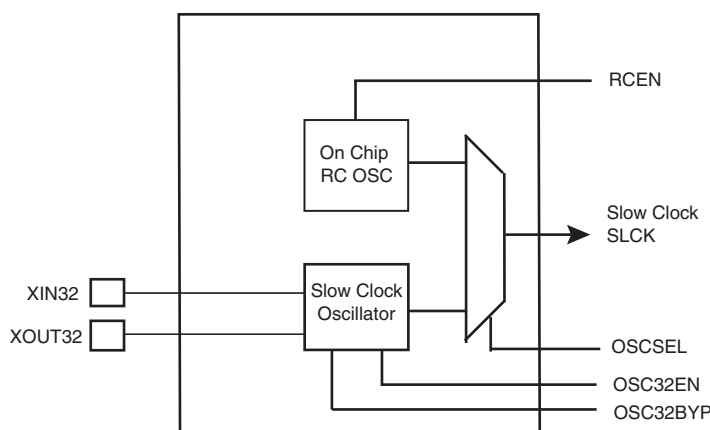 RCEN
On Chip
RC OSC
Slow Clock
SLCK
XIN32
Slow Clock
Oscillator
XOUT32
OSCSEL
OSC32EN
OSC32BYP